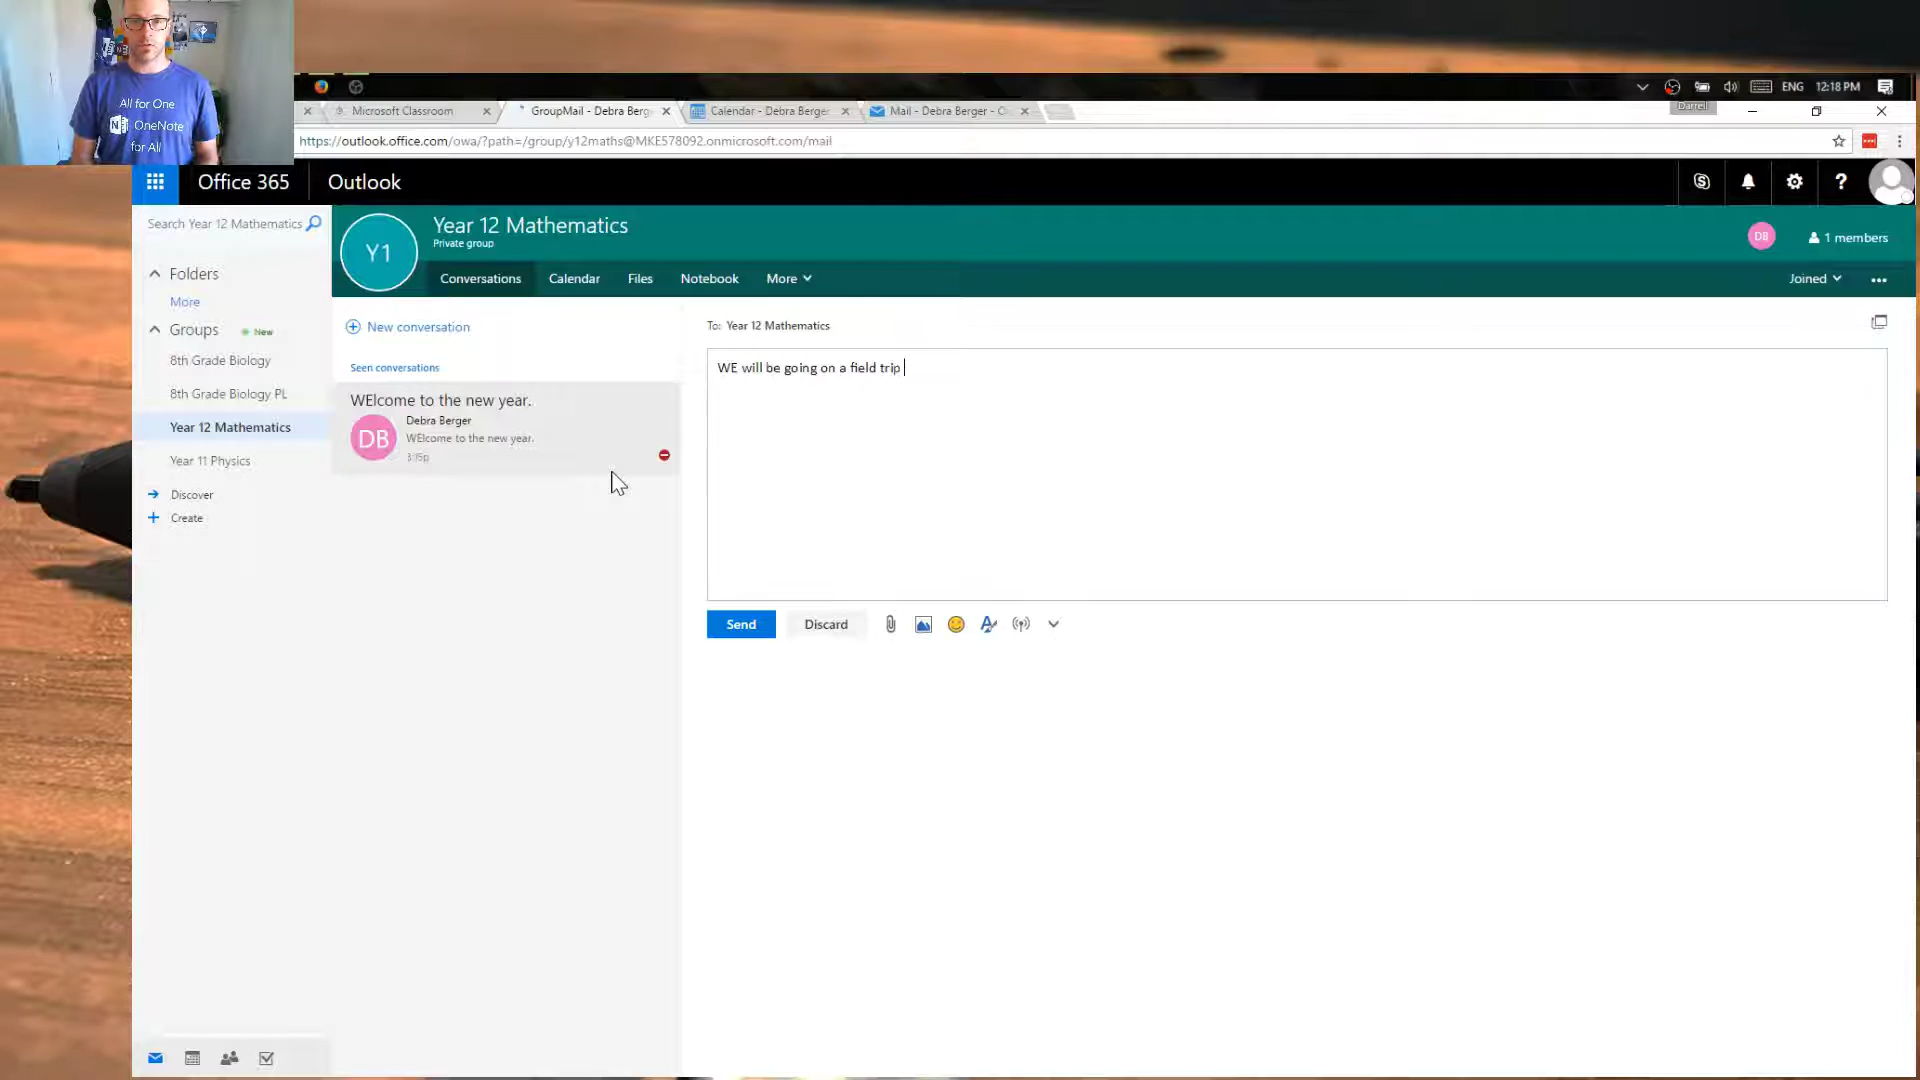 All for One
N OneNote
for All
ENG 12:18 PM
Darrell
Microsoft Classroom
GroupMail - Debra Berg
Calendar - Debra Berger
Mail - Debra Berger - O
https://outlook.office.com/owa/?path=/group/y12maths@MKE578092.onmicrosoft.com/mail
Office 365
Outlook
Search Year 12 Mathematics
Folders
More
Groups
New
8th Grade Biology
8th Grade Biology PL
Year 12 Mathematics
Year 11 Physics
Discover
Create
Y1
Year 12 Mathematics
Private group
DB
1 members
Conversations
Calendar
Files
Notebook
More
Joined
New conversation
Seen conversations
WElcome to the new year.
DB
Debra Berger
WElcome to the new year.
3:15p
To: Year 12 Mathematics
WE will be going on a field trip
Send
Discard